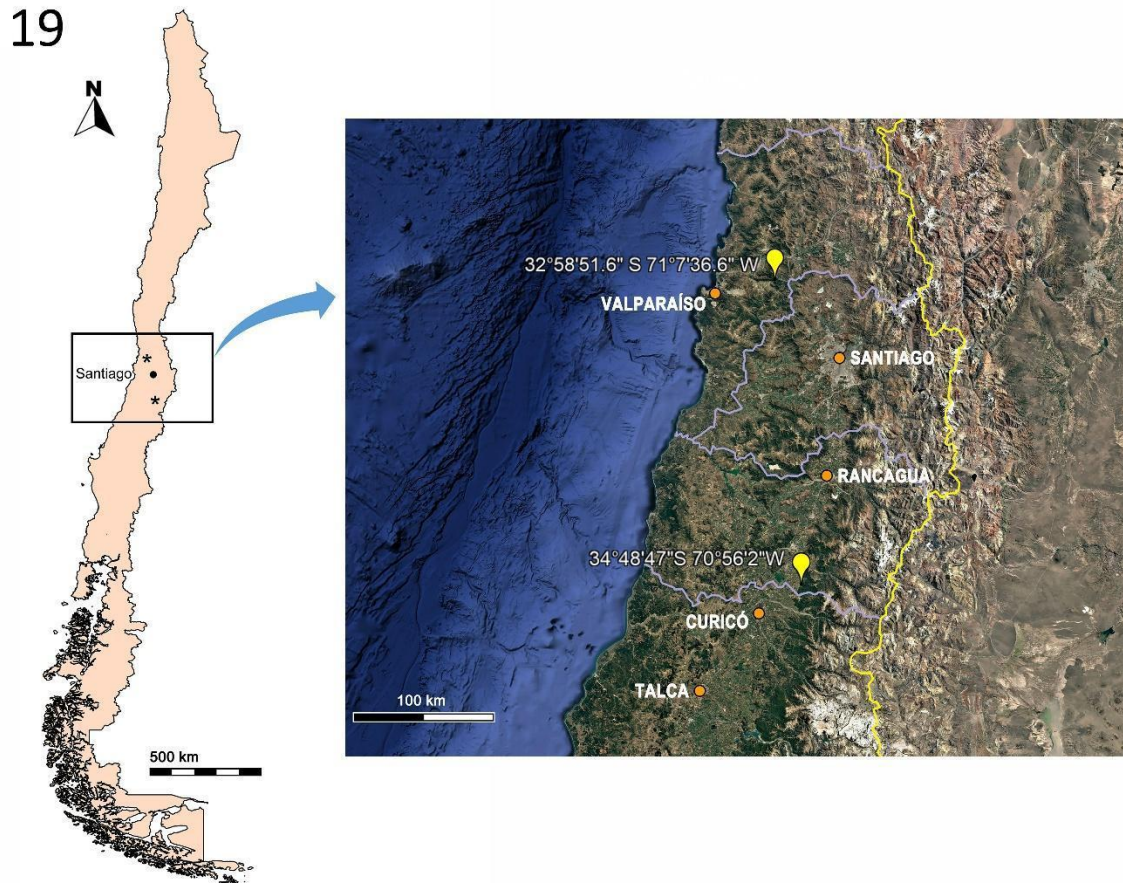 19
N
Santiago
500 km
32°58'51.6" S 71°7'36.6" W
VALPARAÍSO
SANTIAGO
RANCAGUA
34°48'47"S 70°56'2"W
CURICÓ
TALCA
100 km